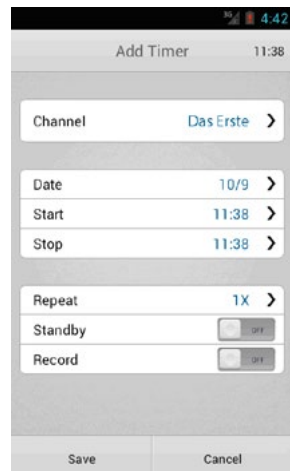 3G 4:42
Add Timer 11:38
Channel Das Erste
Date 10/9
Start 11:38
Stop 11:38
Repeat 1X
Standby OFF
Record OFF
Save Cancel